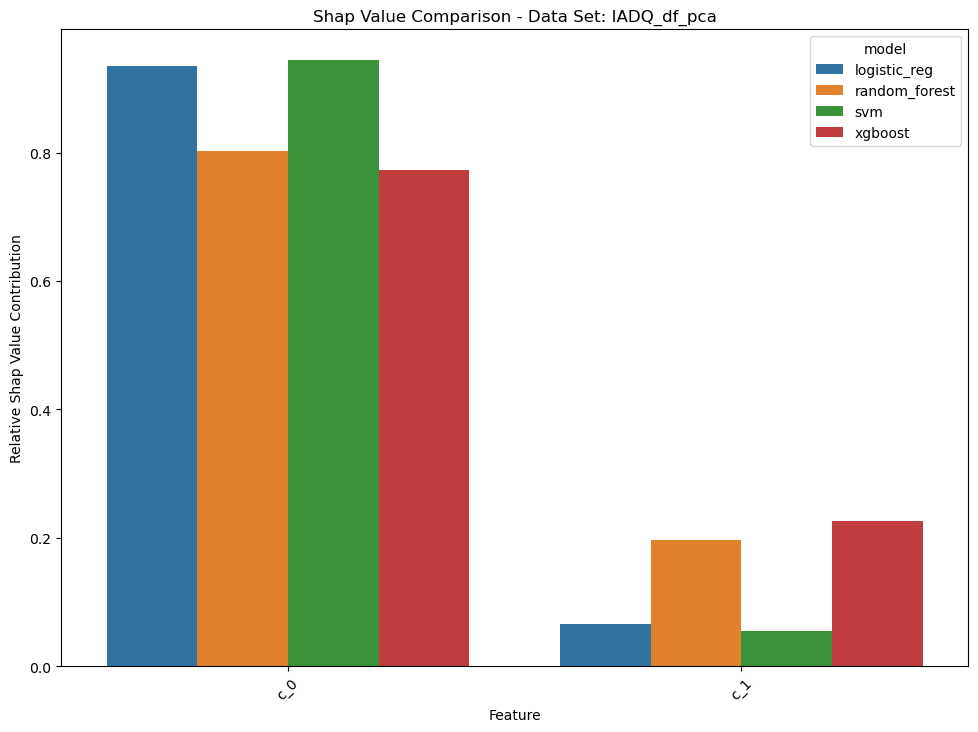 Shap Value Comparison - Data Set: IADQ_df_pca
model
logistic_reg
random_forest
svm
xgboost
Relative Shap Value Contribution
0.8
0.6
0.4
0.2
0.0
c_0
c_1
Feature